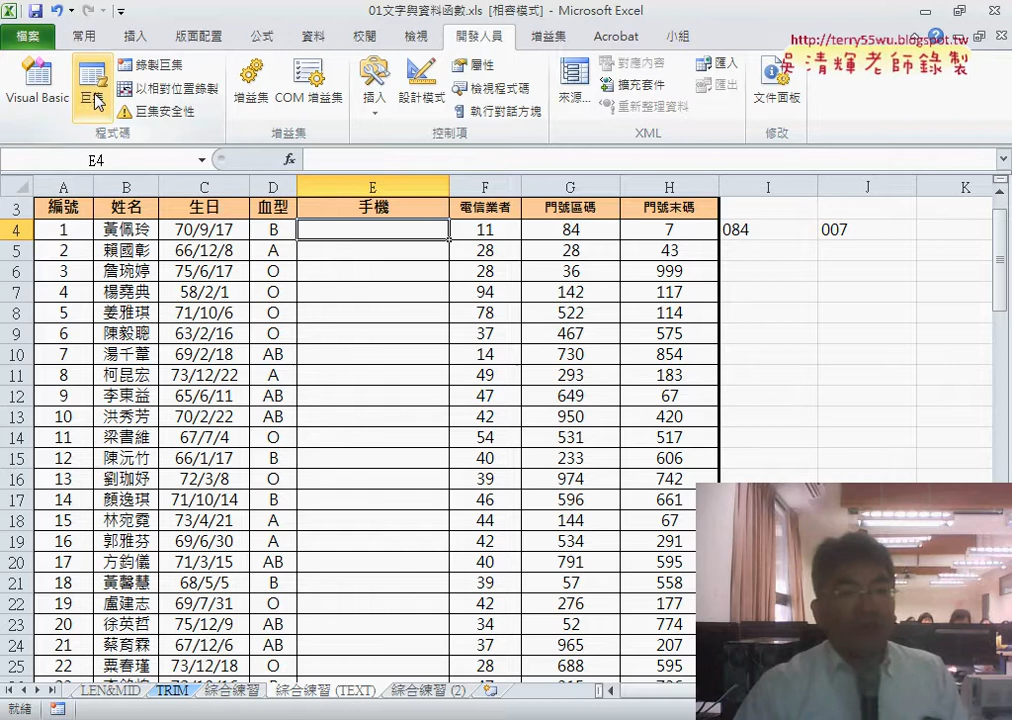 01文字與資料函數.xls [相容模式] - Microsoft Excel
檔案 常用 插入 版面配置 公式 資料 校閱 檢視 開發人員 增益集 Acrobat 小組
http://terry55wu.blogspot.tw
吳清輝老師錄製
Visual Basic 巨集 錄製巨集 以相對位置錄製 巨集安全性
增益集 COM 增益集 插入 設計模式 屬性 檢視程式碼 執行對話方塊
來源... 對應內容 擴充套件 重新整理資料 匯入 匯出 文件面板
程式碼 增益集 控制項 XML 修改
E4 fx
A B C D E F G H I J K
3 編號 姓名 生日 血型 手機 電信業者 門號區碼 門號末碼
4 1 黃佩玲 70/9/17 B 11 84 7 084 007
5 2 賴國彰 66/12/8 A 28 28 43
6 3 詹琬婷 75/6/17 O 28 36 999
7 4 楊堯典 58/2/1 O 94 142 117
8 5 姜雅琪 71/10/6 O 78 522 114
9 6 陳毅聰 63/2/16 O 37 467 575
10 7 湯千葦 69/2/18 AB 14 730 854
11 8 柯昆宏 73/12/22 A 49 293 183
12 9 李東益 65/6/11 AB 47 649 67
13 10 洪秀芳 70/2/22 AB 42 950 420
14 11 梁書維 67/7/4 O 54 531 517
15 12 陳沅竹 66/1/17 B 40 233 606
16 13 劉珈妤 72/3/8 O 39 974 742
17 14 顏逸琪 71/10/14 B 46 596 661
18 15 林宛霓 73/4/21 A 44 144 67
19 16 郭雅芬 69/6/30 A 42 534 291
20 17 方鈞儀 71/3/15 AB 40 791 595
21 18 黃馨慧 68/5/5 B 39 57 558
22 19 盧建志 69/7/31 O 42 276 177
23 20 徐英哲 75/12/9 AB 34 52 774
24 21 蔡育霖 67/12/6 AB 37 965 207
25 22 粟春瑾 73/12/18 O 28 688 595
LEN&MID TRIM 綜合練習 綜合練習 (TEXT) 綜合練習 (2)
就緒